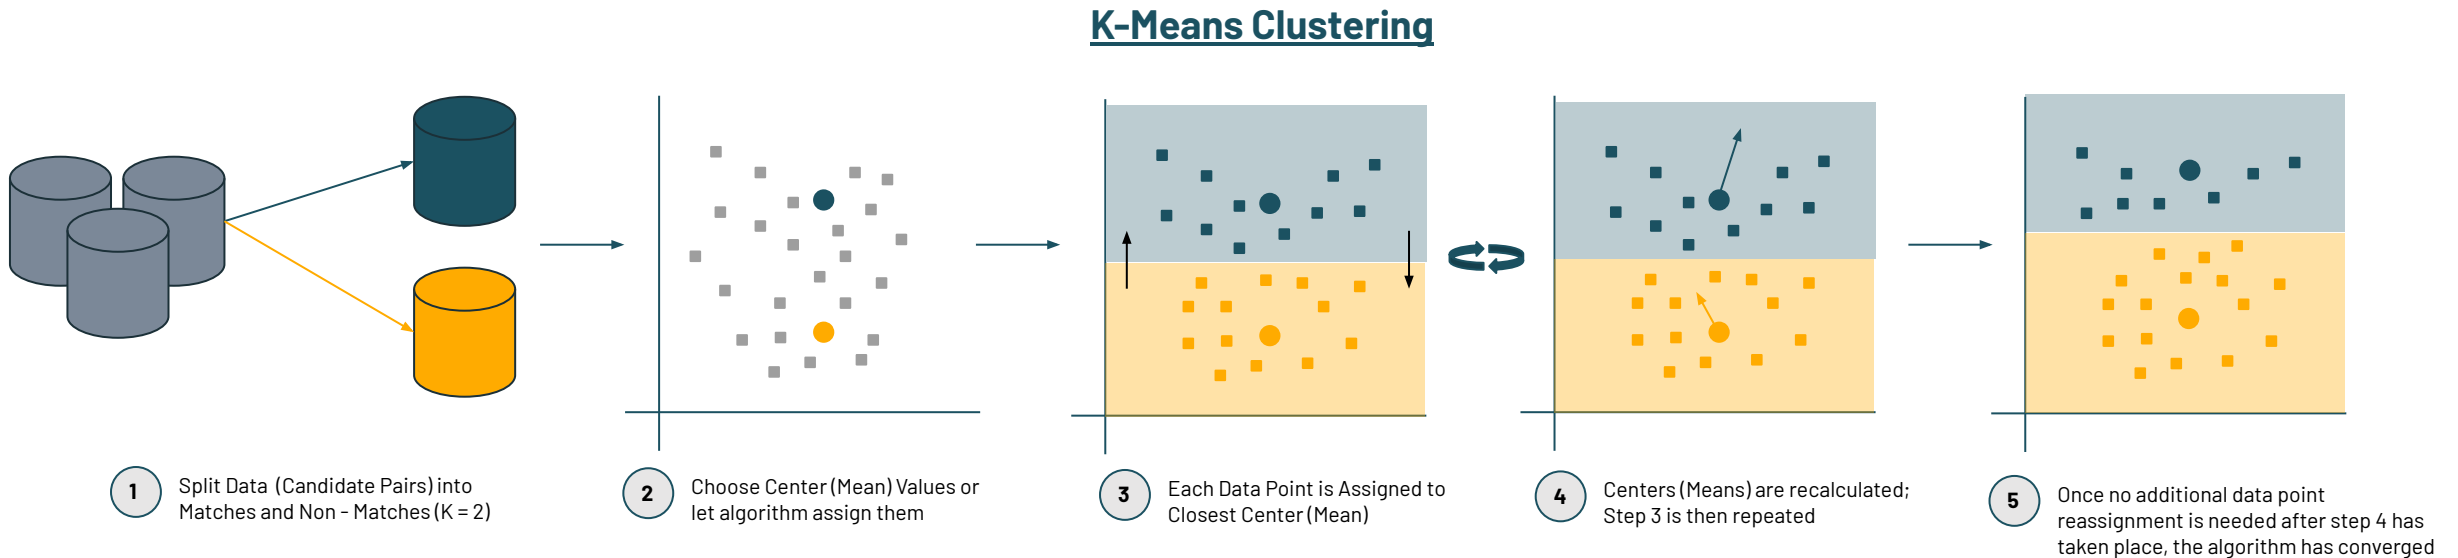 K-Means Clustering
1
Split Data (Candidate Pairs) into
Matches and Non - Matches (K = 2)
2
Choose Center (Mean) Values or
let algorithm assign them
3
Each Data Point is Assigned to
Closest Center (Mean)
4
Centers (Means) are recalculated;
Step 3 is then repeated
5
Once no additional data point
reassignment is needed after step 4 has
taken place, the algorithm has converged